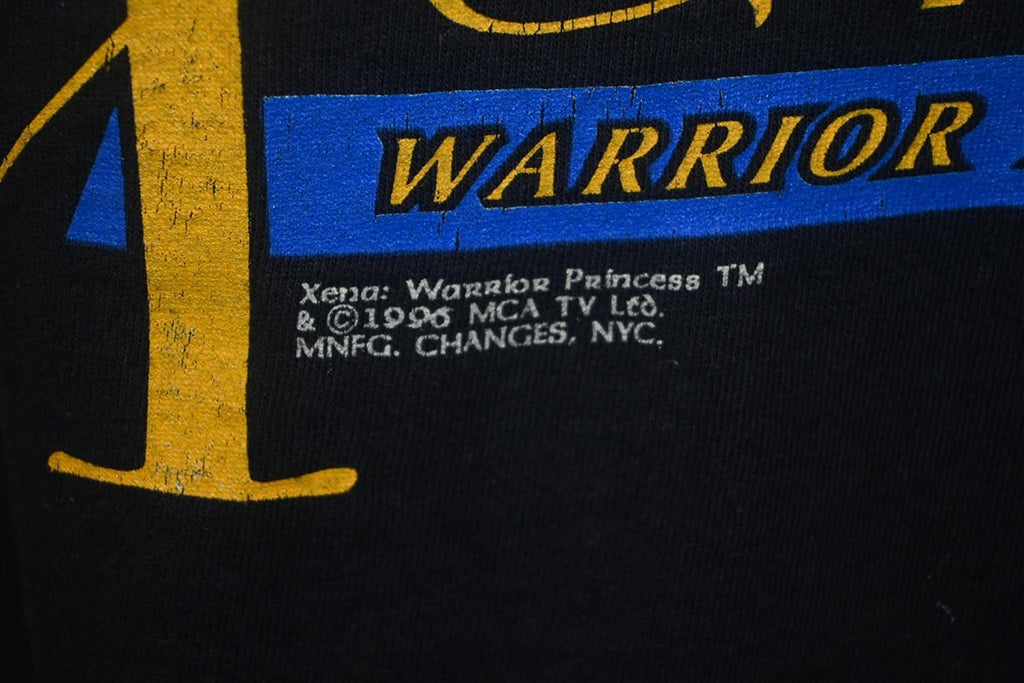 WARRIOR
Xena: Warrior Princess TM
& ©1996 MCA TV Ltd.
MNFG. CHANGES, NYC.